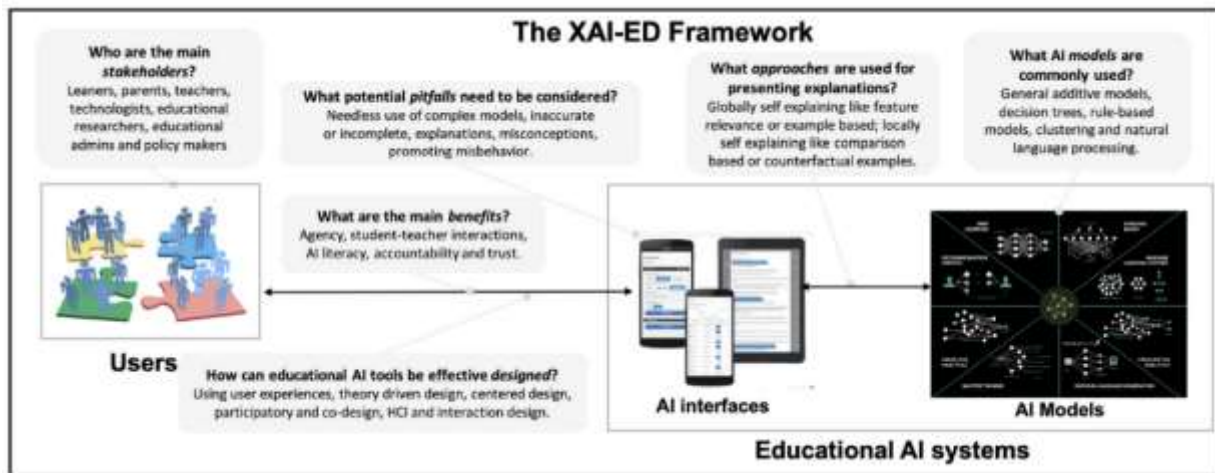 The XAI-ED Framework
Who are the main
stakeholders?
Leaners, parents, teachers,
technologists, educational
researchers, educational
admins and policy makers
What potential pitfalls need to be considered?
Needless use of complex models, inaccurate
or incomplete, explanations, misconceptions,
promoting misbehavior.
What approaches are used for
presenting explanations?
Globally self explaining like feature
relevance or example based; locally
self explaining like comparison
based or counterfactual examples.
What AI models are
commonly used?
General additive models,
decision trees, rule-based
models, clustering and natural
language processing.
What are the main benefits?
Agency, student-teacher interactions,
AI literacy, accountability and trust.
Users
How can educational AI tools be effective designed?
Using user experiences, theory driven design, centered design,
participatory and co-design, HCI and interaction design.
AI interfaces
AI Models
Educational AI systems